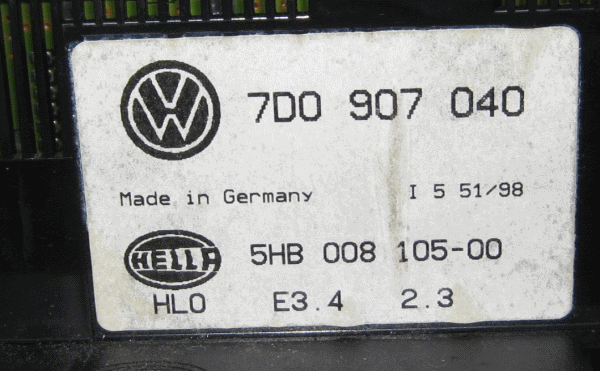 VW 7D0 907 040
Made in Germany I 5 51/98
HELLA 5HB 008 105-00
HLO E3.4 2.3